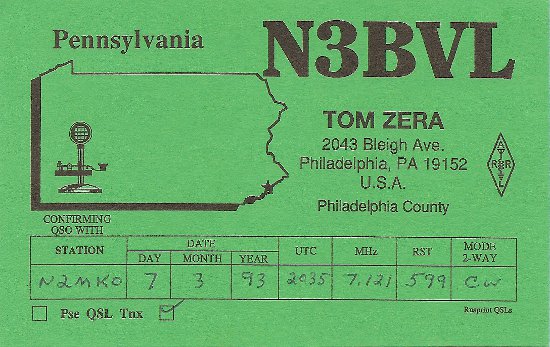 Pennsylvania
N3BVL
TOM ZERA
2043 Bleigh Ave.
Philadelphia, PA 19152
U.S.A.
Philadelphia County
ARRL
CONFIRMING
QSO WITH
STATION DATE UTC MHz RST MODE 2-WAY
DAY MONTH YEAR
N2MKO 7 3 93 2035 7.121 599 CW
Pse QSL Tnx ✓
Rusprint QSLs